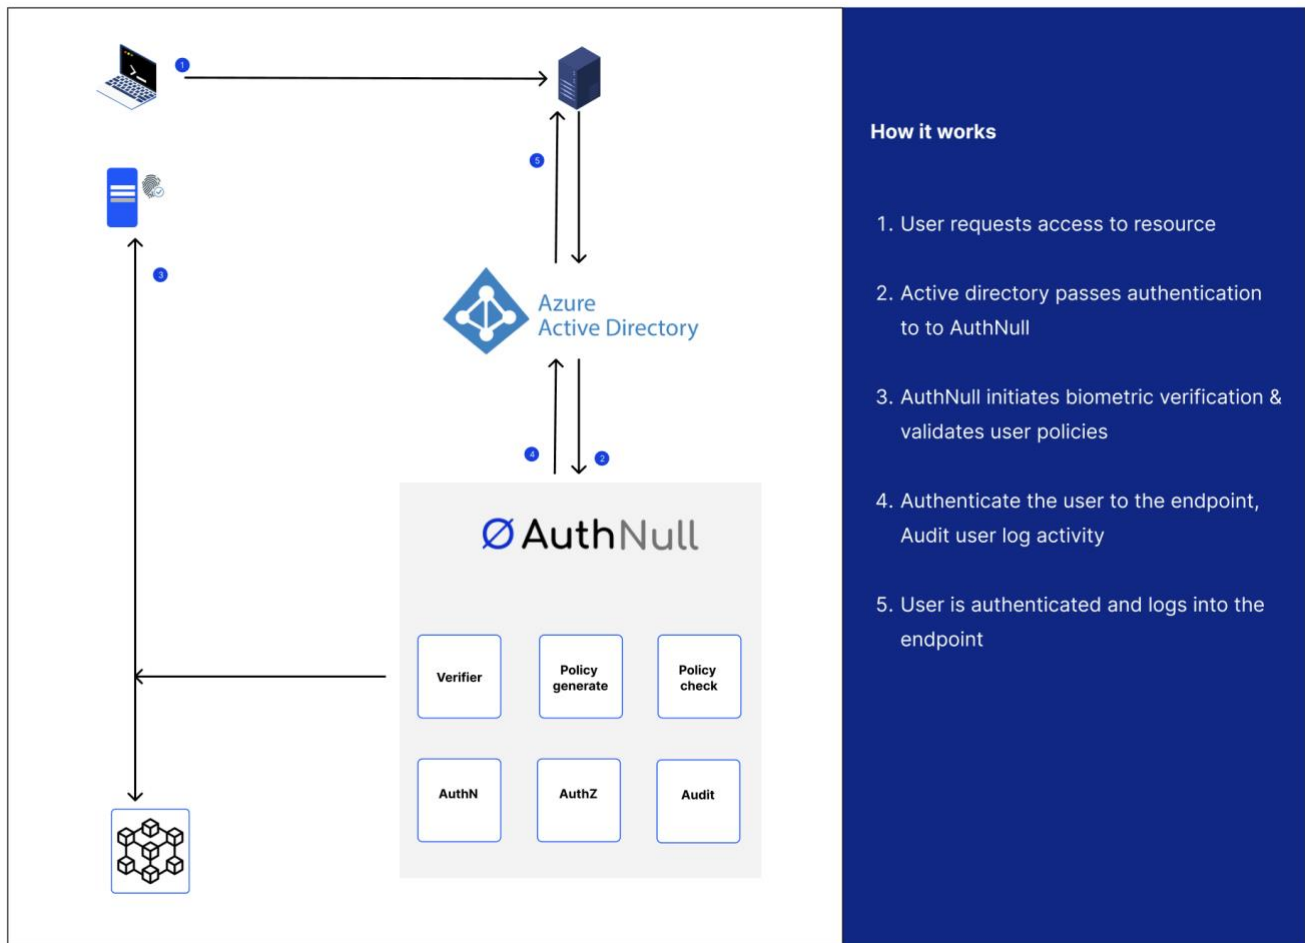 1
5
3
Azure
Active Directory
4
2
AuthNull
Verifier
Policy
generate
Policy
check
AuthN
AuthZ
Audit
How it works
1. User requests access to resource
2. Active directory passes authentication
to to AuthNull
3. AuthNull initiates biometric verification &
validates user policies
4. Authenticate the user to the endpoint,
Audit user log activity
5. User is authenticated and logs into the
endpoint